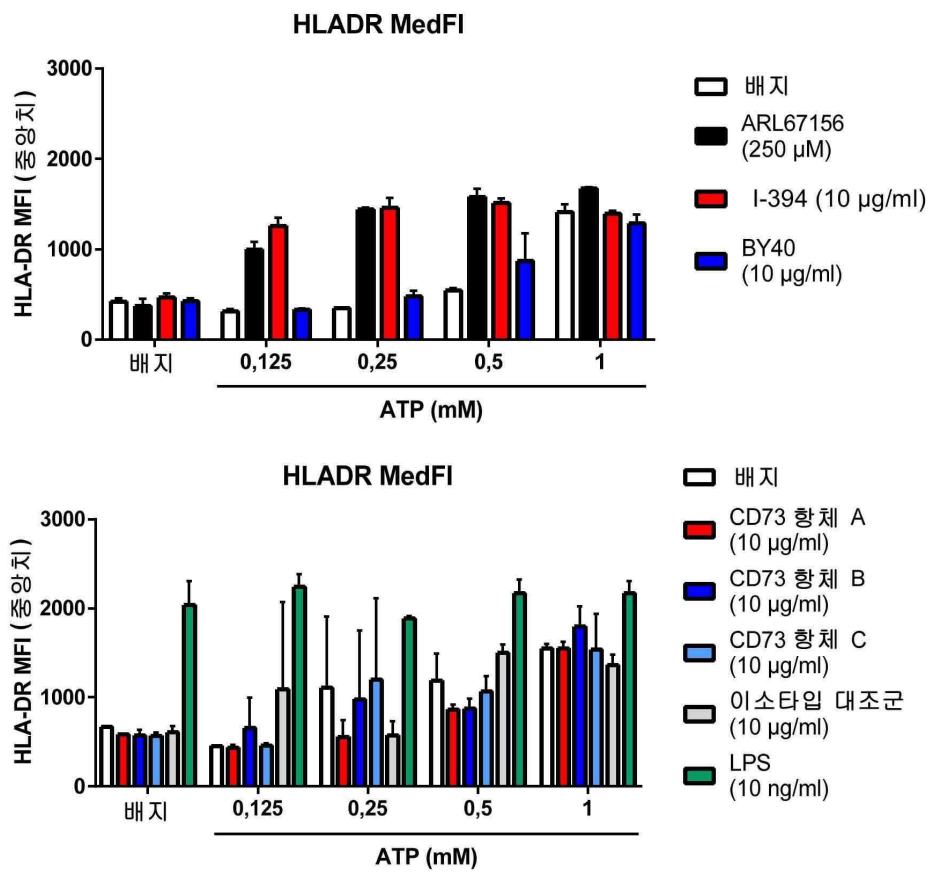 HLADR MedFI
3000
2000
1000
0
HLA-DR MFI (중앙치)
배지
0,125
0,25
0,5
1
ATP (mM)
배지
ARL67156
(250 µM)
I-394 (10 µg/ml)
BY40
(10 µg/ml)
HLADR MedFI
3000
2000
1000
0
HLA-DR MFI (중앙치)
배지
0,125
0,25
0,5
1
ATP (mM)
배지
CD73 항체 A
(10 µg/ml)
CD73 항체 B
(10 µg/ml)
CD73 항체 C
(10 µg/ml)
이소타입 대조군
(10 µg/ml)
LPS
(10 ng/ml)